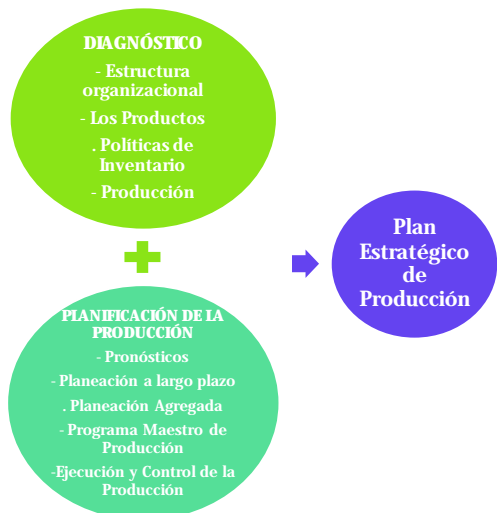 DIAGNÓSTICO
- Estructura
organizacional
- Los Productos
. Políticas de
Inventario
- Producción
PLANIFICACIÓN DE LA
PRODUCCIÓN
- Pronósticos
- Planeación a largo plazo
. Planeación Agregada
- Programa Maestro de
Producción
-Ejecución y Control de la
Producción
Plan
Estratégico
de
Producción